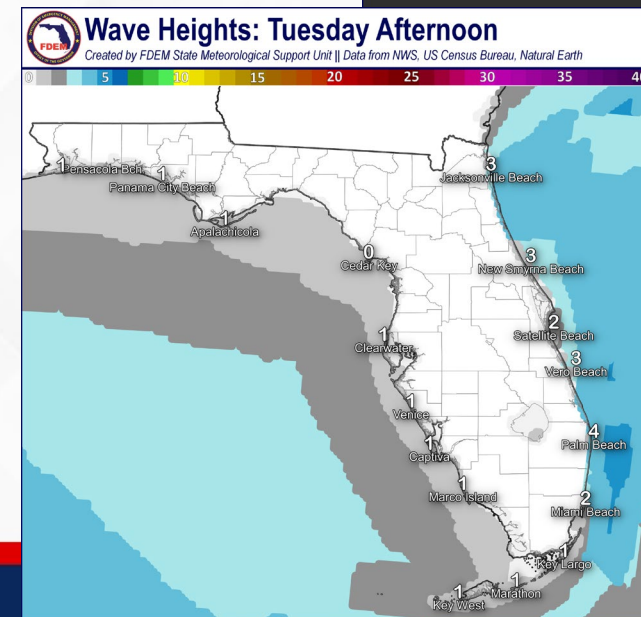 FDEM
Wave Heights: Tuesday Afternoon
Created by FDEM State Meteorological Support Unit || Data from NWS, US Census Bureau, Natural Earth
0 5 10 15 20 25 30 35 40
1
Pensacola Bch.
1
Panama City Beach
1
Apalachicola
3
Jacksonville Beach
0
Cedar Key
3
New Smyrna Beach
2
Satellite Beach
1
Clearwater
3
Vero Beach
1
Venice
4
Palm Beach
1
Captiva
1
Marco Island
2
Miami Beach
1
Key Largo
1
Marathon
1
Key West